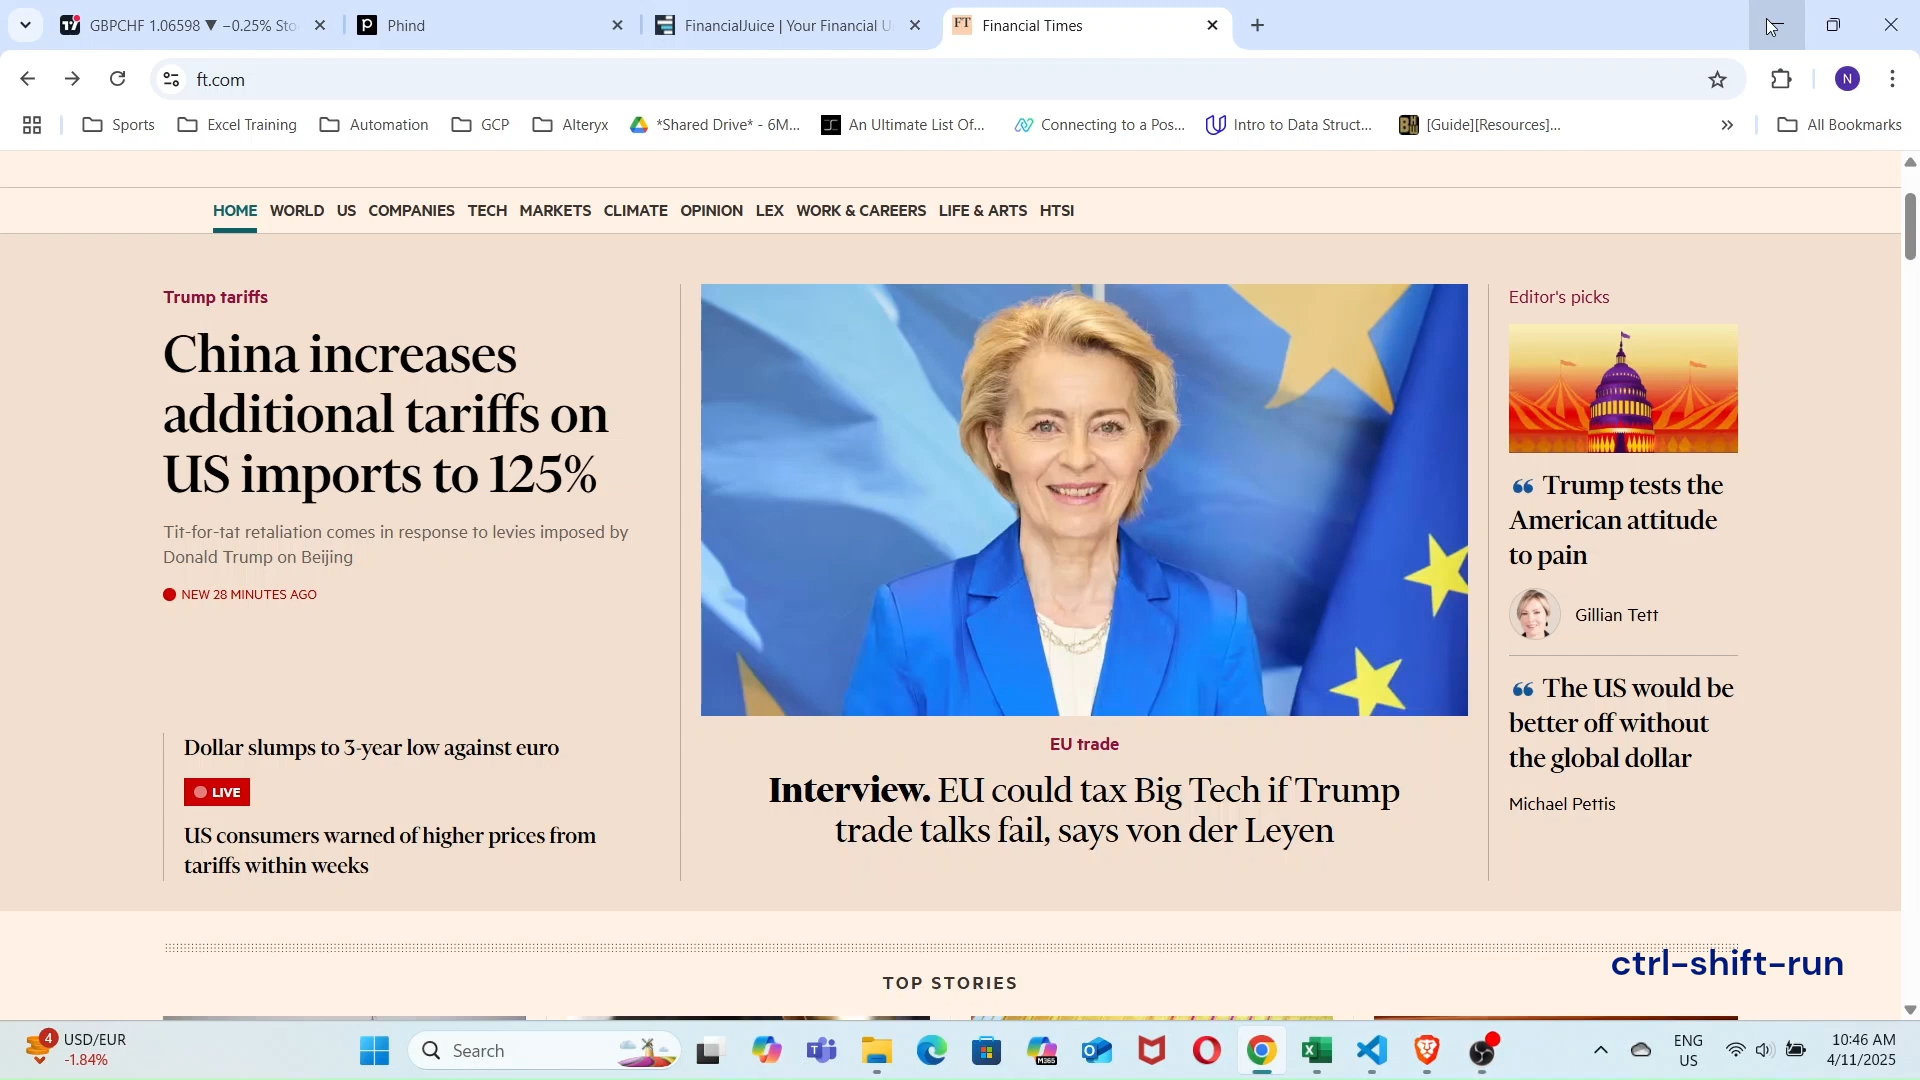 GBPCHF 1.06598 ▼ −0.25% Sto
Phind
FinancialJuice | Your Financial U
FT
Financial Times
ft.com
N
Sports
Excel Training
Automation
GCP
Alteryx
*Shared Drive* - 6M...
An Ultimate List Of...
Connecting to a Pos...
Intro to Data Struct...
[Guide][Resources]...
All Bookmarks
HOME WORLD US COMPANIES TECH MARKETS CLIMATE OPINION LEX WORK & CAREERS LIFE & ARTS HTSI
Trump tariffs
China increases
additional tariffs on
US imports to 125%
Tit-for-tat retaliation comes in response to levies imposed by
Donald Trump on Beijing
NEW 28 MINUTES AGO
Dollar slumps to 3-year low against euro
LIVE
US consumers warned of higher prices from
tariffs within weeks
EU trade
Interview. EU could tax Big Tech if Trump
trade talks fail, says von der Leyen
Editor's picks
“ Trump tests the
American attitude
to pain
Gillian Tett
“ The US would be
better off without
the global dollar
Michael Pettis
TOP STORIES
ctrl-shift-run
4
USD/EUR
-1.84%
Search
M365
ENG
US
10:46 AM
4/11/2025